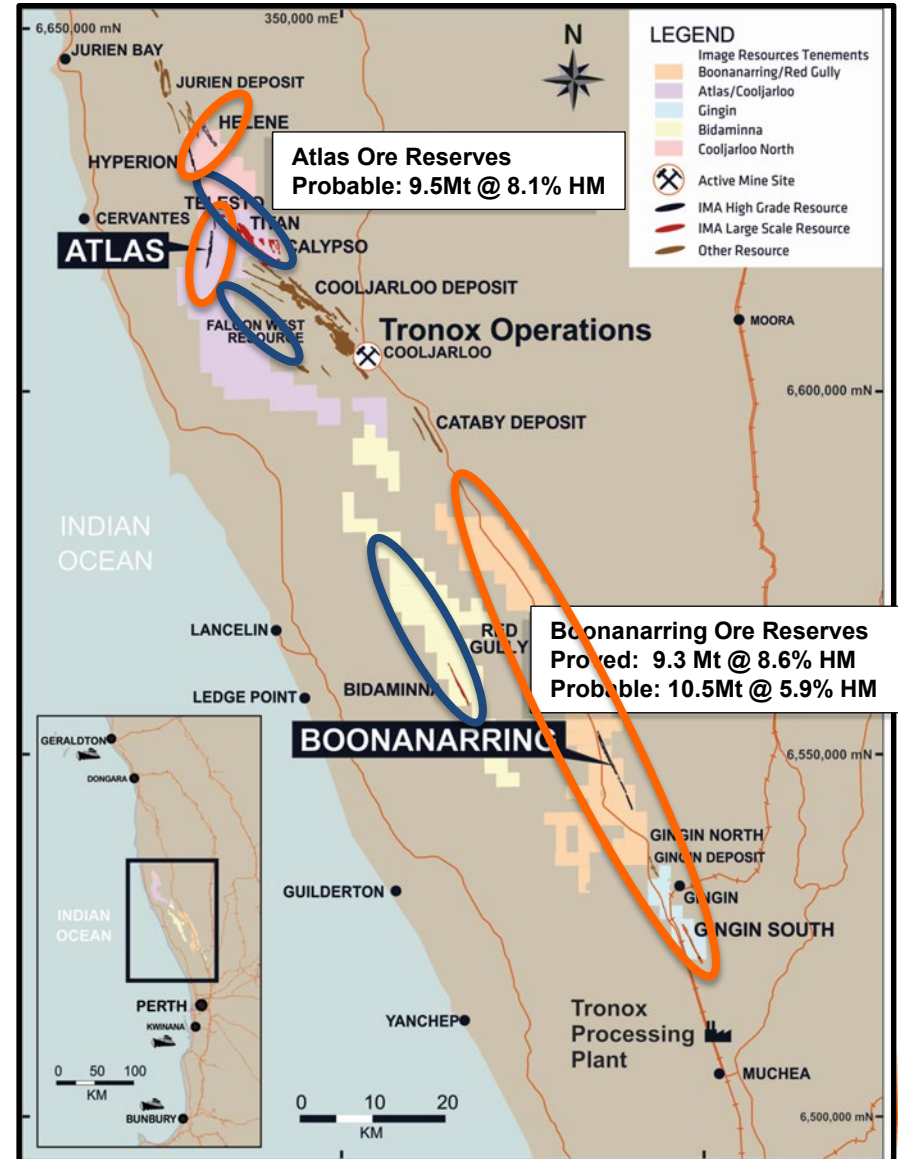 6,650,000 mN
350,000 mE
JURIEN BAY
JURIEN DEPOSIT
HELENE
HYPERION
N
LEGEND
Image Resources Tenements
Boonanarring/Red Gully
Atlas/Cooljarloo
Gingin
Bidaminna
Cooljarloo North
Active Mine Site
IMA High Grade Resource
IMA Large Scale Resource
Other Resource
Atlas Ore Reserves
Probable: 9.5Mt @ 8.1% HM
TELESTO
TITAN
CERVANTES
CALYPSO
ATLAS
COOLJARLOO DEPOSIT
FALCON WEST
RESOURCE
Tronox Operations
COOLJARLOO
MOORA
6,600,000 mN
CATABY DEPOSIT
INDIAN
OCEAN
LANCELIN
RED
GULLY
Boonanarring Ore Reserves
Proved: 9.3 Mt @ 8.6% HM
Probable: 10.5Mt @ 5.9% HM
LEDGE POINT
BIDAMINNA
BOONANARRING
6,550,000 mN
GERALDTON
DONGARA
GINGIN NORTH
GINGIN DEPOSIT
GINGIN
GUILDERTON
GINGIN SOUTH
INDIAN
OCEAN
PERTH
KWINANA
YANCHEP
Tronox
Processing
Plant
MUCHEA
0 50 100
KM
BUNBURY
0 10 20
KM
6,500,000 mN